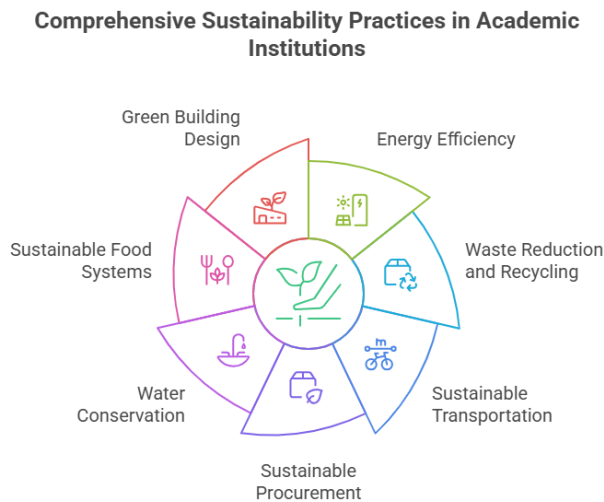 Comprehensive Sustainability Practices in Academic
Institutions
Green Building
Design
Energy Efficiency
Sustainable Food
Systems
Waste Reduction
and Recycling
m
Water
Conservation
Sustainable
Transportation
Sustainable
Procurement